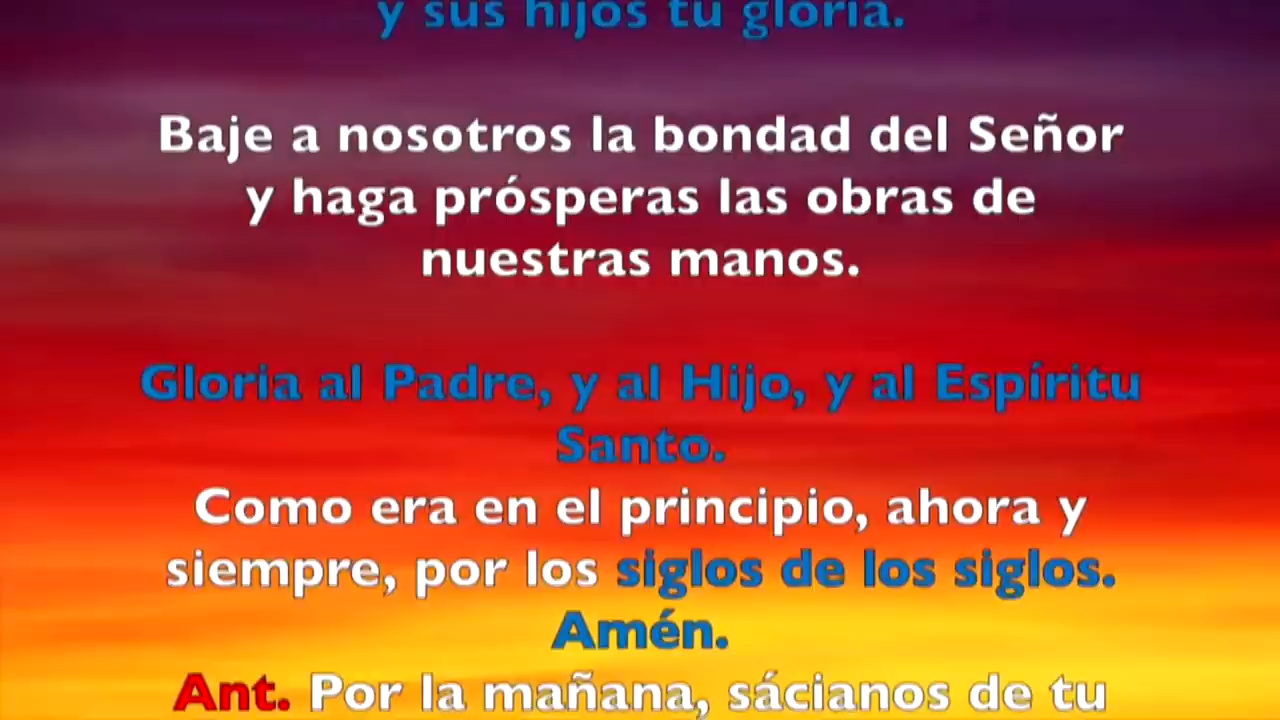 y sus hijos tu gloria.
Baje a nosotros la bondad del Señor
y haga prósperas las obras de
nuestras manos.
Gloria al Padre, y al Hijo, y al Espíritu
Santo.
Como era en el principio, ahora y
siempre, por los siglos de los siglos.
Amén.
Ant. Por la mañana, sácianos de tu